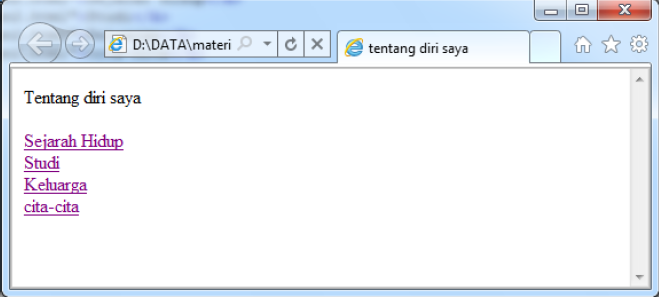 D:\DATA\materi
tentang diri saya
Tentang diri saya
Sejarah Hidup
Studi
Keluarga
cita-cita